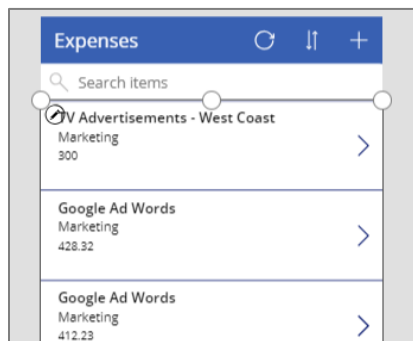 Expenses
Search items
TV Advertisements - West Coast
Marketing
300
Google Ad Words
Marketing
428.32
Google Ad Words
Marketing
412.23